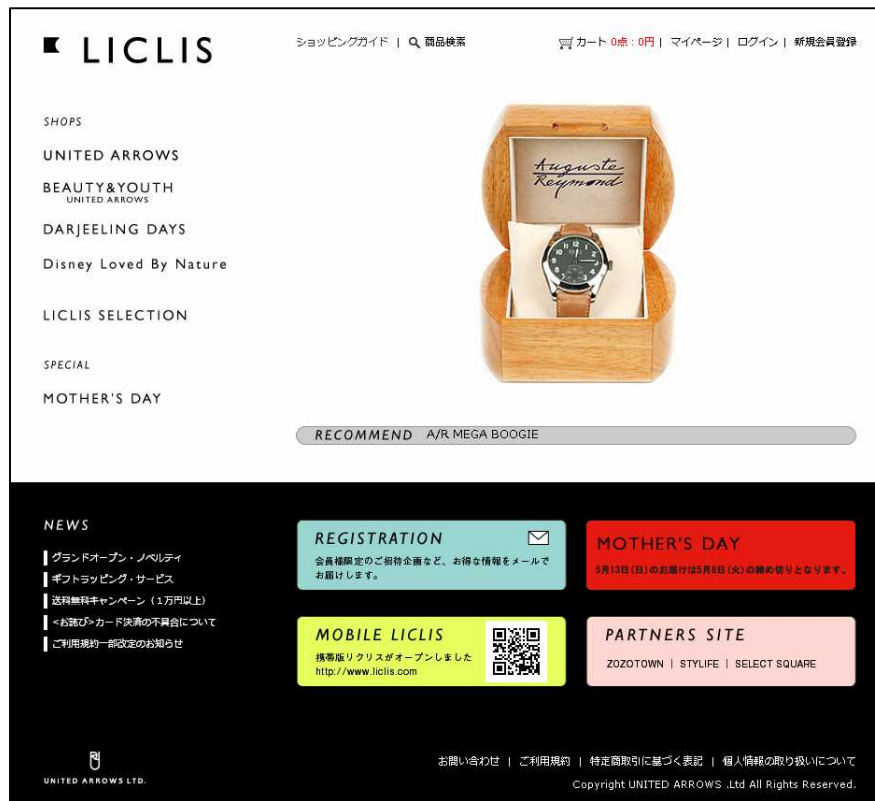 LICLIS
ショッピングガイド | 商品検索
カート 0点:0円 | マイページ | ログイン | 新規会員登録
SHOPS
UNITED ARROWS
BEAUTY&YOUTH
UNITED ARROWS
DARJEELING DAYS
Disney Loved By Nature
LICLIS SELECTION
SPECIAL
MOTHER'S DAY
Auguste
Reymond
RECOMMEND A/R MEGA BOOGIE
NEWS
グランドオープン・ノベルティ
ギフトラッピング・サービス
送料無料キャンペーン(1万円以上)
<お詫び>カード決済の不具合について
ご利用規約一部改定のお知らせ
REGISTRATION
会員様限定のご招待企画など、お得な情報をメールで
お届けします。
MOTHER'S DAY
5月13日(日)のお届けは5月8日(火)の締め切りとなります。
MOBILE LICLIS
携帯版リクリスがオープンしました
http://www.liclis.com
PARTNERS SITE
ZOZOTOWN | STYLIFE | SELECT SQUARE
UNITED ARROWS LTD.
お問い合わせ | ご利用規約 | 特定商取引に基づく表記 | 個人情報の取り扱いについて
Copyright UNITED ARROWS .Ltd All Rights Reserved.